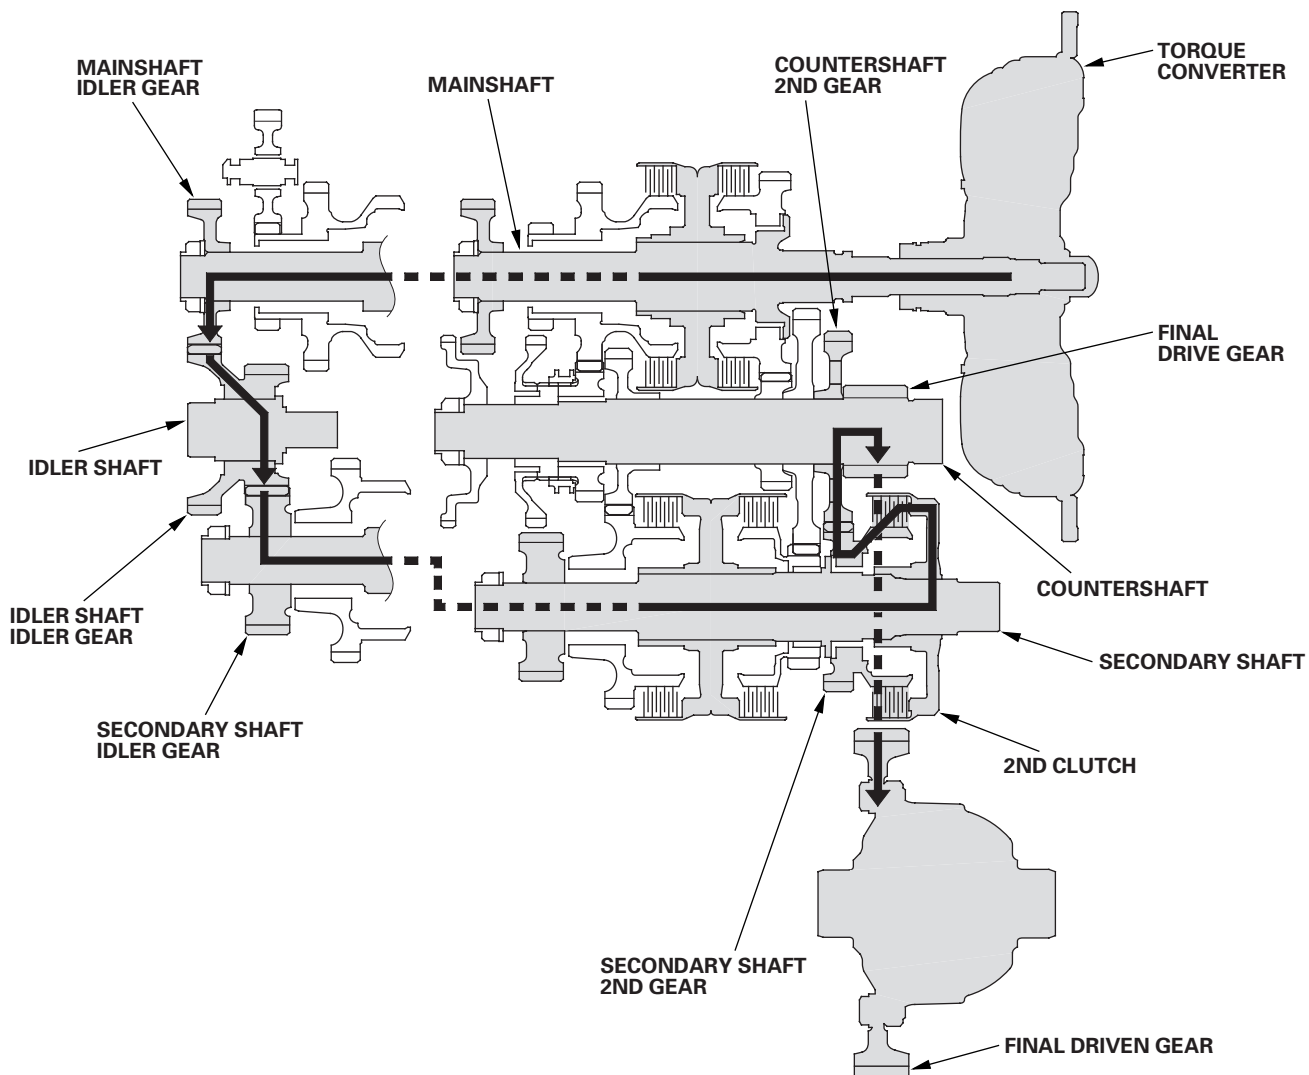 MAINSHAFT
IDLER GEAR
MAINSHAFT
COUNTERSHAFT
2ND GEAR
TORQUE
CONVERTER
FINAL
DRIVE GEAR
IDLER SHAFT
IDLER SHAFT
IDLER GEAR
COUNTERSHAFT
SECONDARY SHAFT
SECONDARY SHAFT
IDLER GEAR
2ND CLUTCH
SECONDARY SHAFT
2ND GEAR
FINAL DRIVEN GEAR